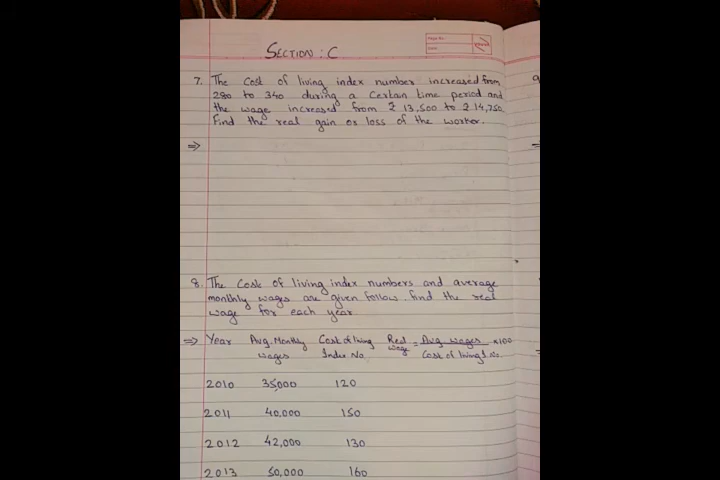 SECTION : C
Page No.
Date
7. The Cost of living index number increased from
280 to 340 during a Certain time period and
the wage increased from ₹ 13,500 to ₹ 14,750.
Find the real gain or loss of the worker.
⇒
8. The Cost of living index numbers and average
monthly wages are given follow. find the real
wage for each year
⇒ Year Avg. Monthly wages Cost of living Index No. Real wage = Avg wages / Cost of living I. no. × 100
2010 35,000 120
2011 40,000 150
2012 42,000 130
2013 50,000 160